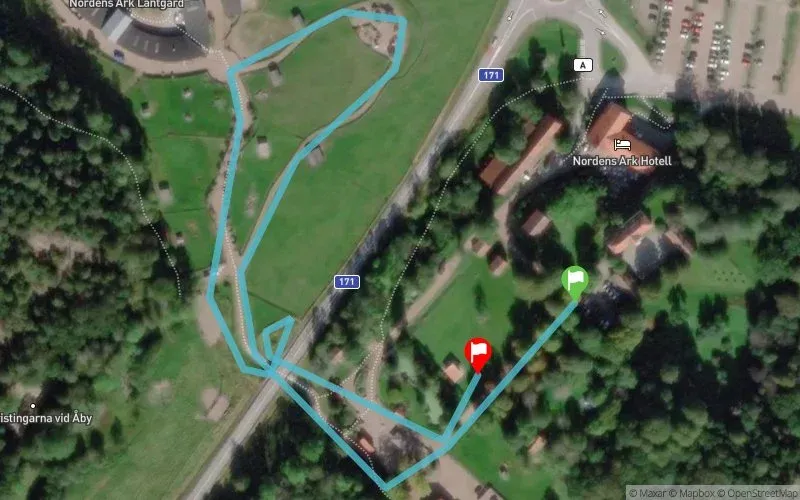 Nordens Ark Lantgård
171
A
Nordens Ark Hotell
171
istingarna vid Åby
© Maxar © Mapbox © OpenStreetMap